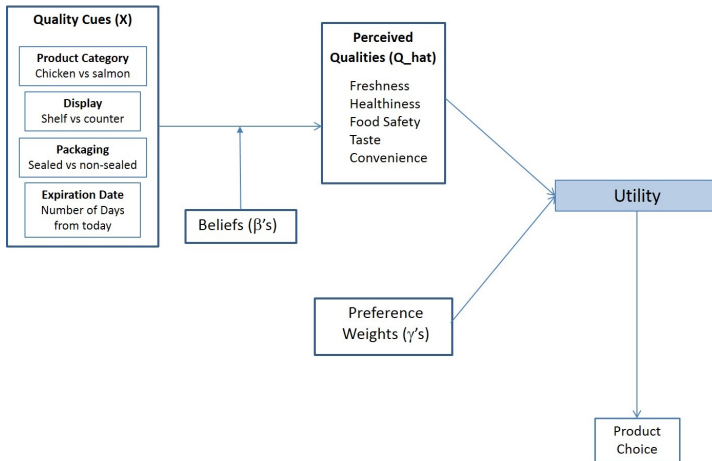 Quality Cues (X)
Product Category
Chicken vs salmon
Display
Shelf vs counter
Packaging
Sealed vs non-sealed
Expiration Date
Number of Days
from today
Beliefs (β's)
Perceived
Qualities (Q_hat)
Freshness
Healthiness
Food Safety
Taste
Convenience
Preference
Weights (γ's)
Utility
Product
Choice